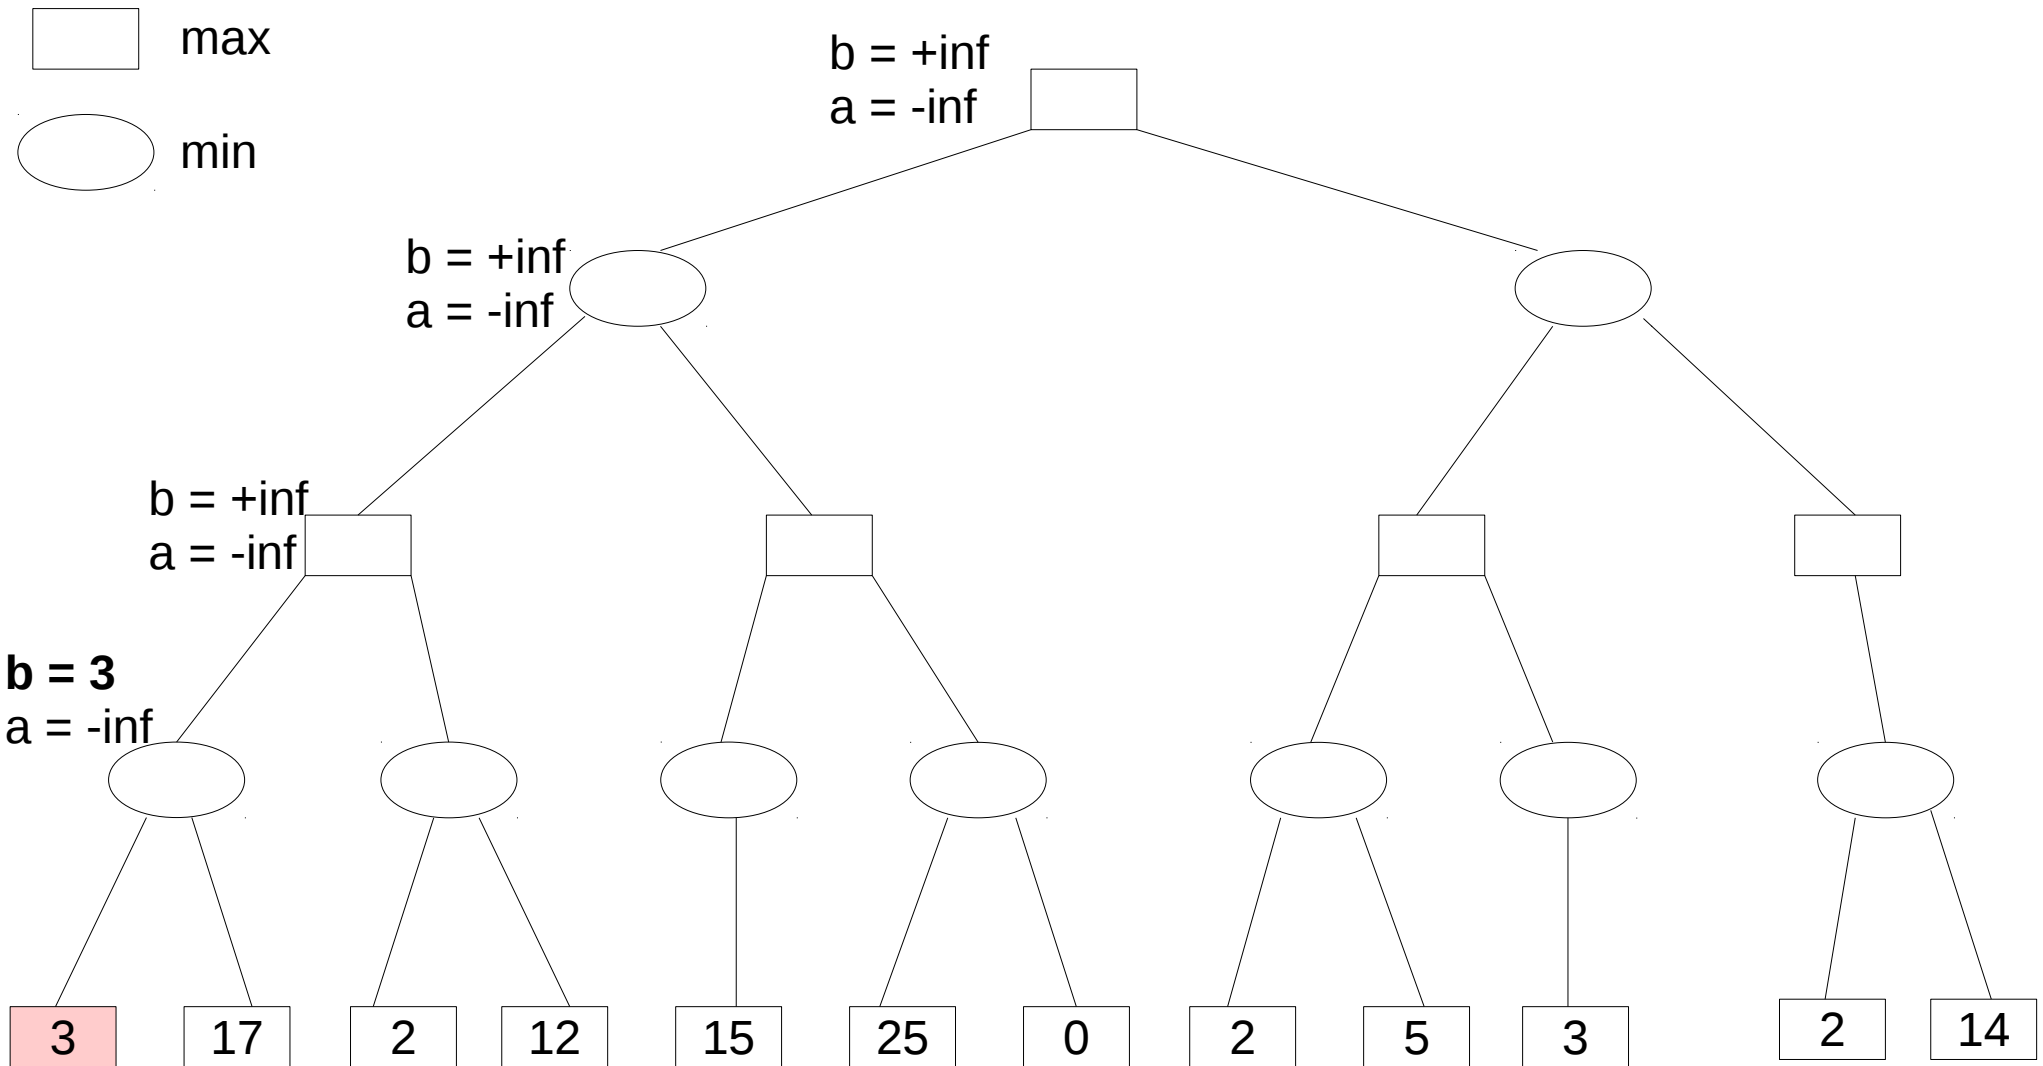 max
min
b = +inf
a = -inf
b = +inf
a = -inf
b = +inf
a = -inf
b = 3
a = -inf
3 17 2 12 15 25 0 2 5 3 2 14